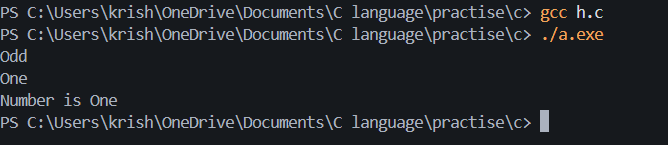 PS C:\Users\krish\OneDrive\Documents\C language\practise\c> gcc h.c
PS C:\Users\krish\OneDrive\Documents\C language\practise\c> ./a.exe
Odd
One
Number is One
PS C:\Users\krish\OneDrive\Documents\C language\practise\c>